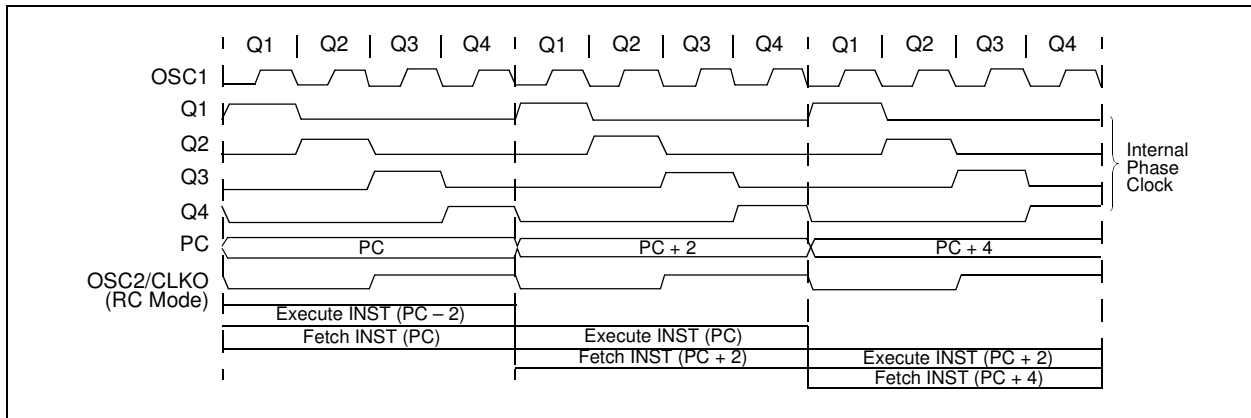 Q1 Q2 Q3 Q4 Q1 Q2 Q3 Q4 Q1 Q2 Q3 Q4
OSC1
Q1
Q2
Q3
Q4
Internal
Phase
Clock
PC PC PC + 2 PC + 4
OSC2/CLKO
(RC Mode)
Execute INST (PC – 2)
Fetch INST (PC) Execute INST (PC)
Fetch INST (PC + 2) Execute INST (PC + 2)
Fetch INST (PC + 4)